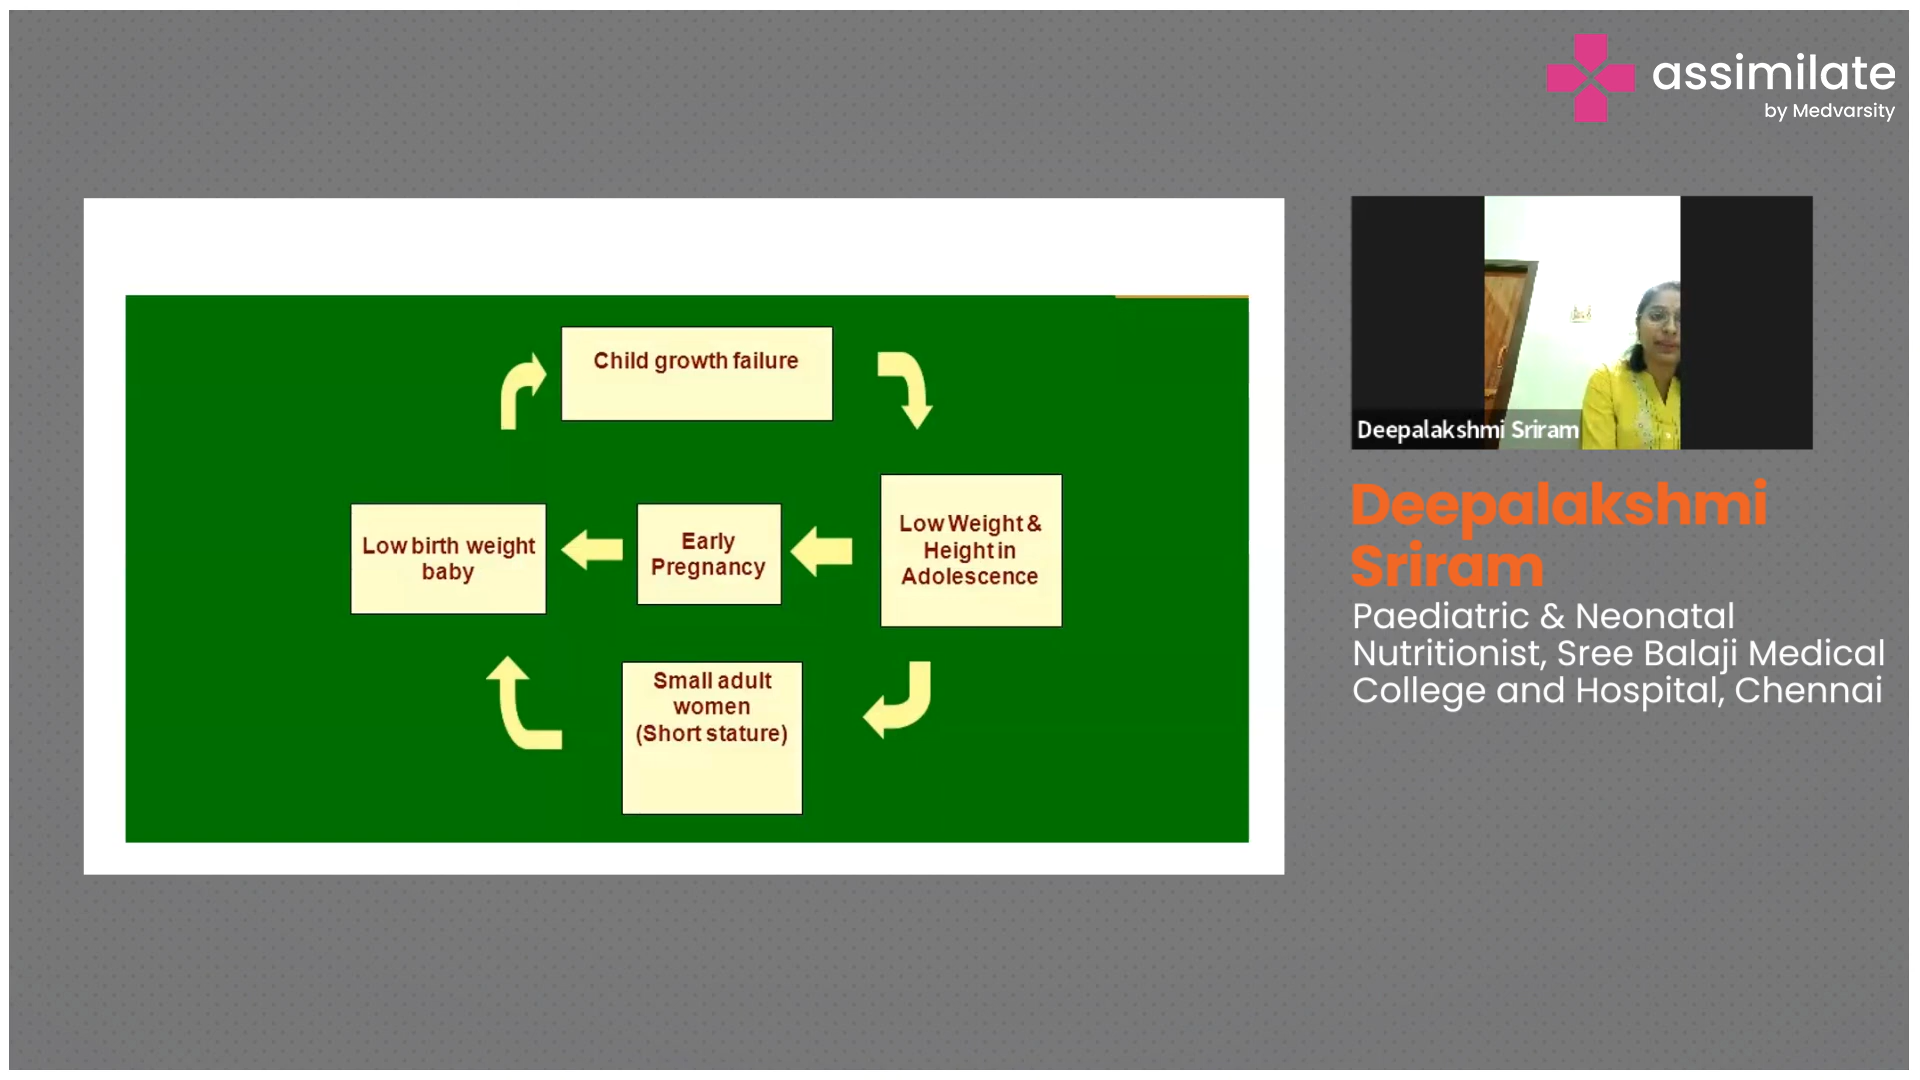 assimilate
by Medvarsity
Child growth failure
Low Weight &
Height in
Adolescence
Early
Pregnancy
Low birth weight
baby
Small adult
women
(Short stature)
Deepalakshmi Sriram
Deepalakshmi
Sriram
Paediatric & Neonatal
Nutritionist, Sree Balaji Medical
College and Hospital, Chennai